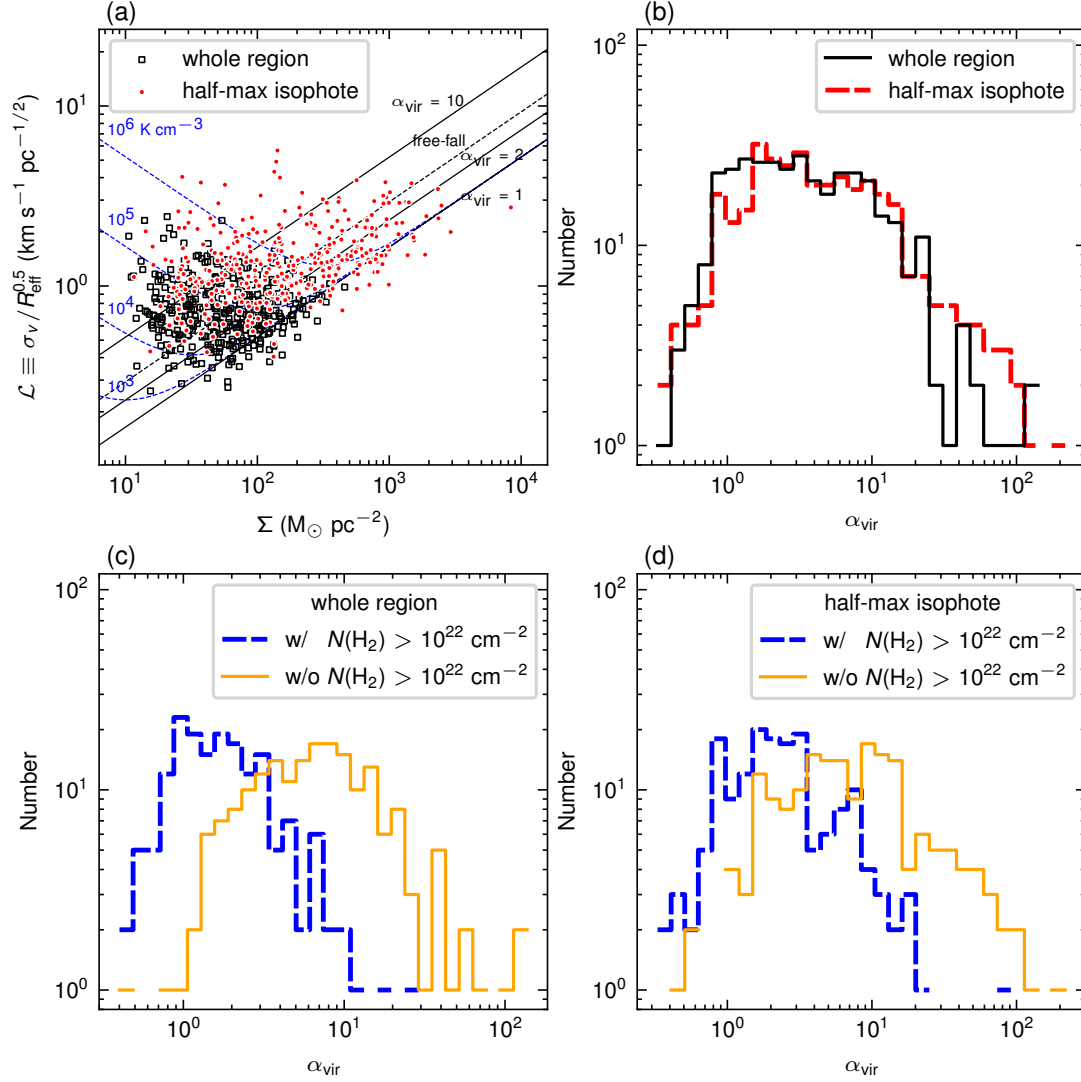 (a)
whole region
half-max isophote
α_vir = 10
10^6 K cm^−3
free-fall
α_vir = 2
α_vir = 1
10^5
10^4
10^3
10^1
10^0
ℒ ≡ σ_v / R_eff^0.5 (km s^−1 pc^−1/2)
10^1 10^2 10^3 10^4
Σ (M_⊙ pc^−2)
(b)
whole region
half-max isophote
10^2
10^1
10^0
Number
10^0 10^1 10^2
α_vir
(c)
whole region
w/ N(H_2) > 10^22 cm^−2
w/o N(H_2) > 10^22 cm^−2
10^2
10^1
10^0
Number
10^0 10^1 10^2
α_vir
(d)
half-max isophote
w/ N(H_2) > 10^22 cm^−2
w/o N(H_2) > 10^22 cm^−2
10^2
10^1
10^0
Number
10^0 10^1 10^2
α_vir